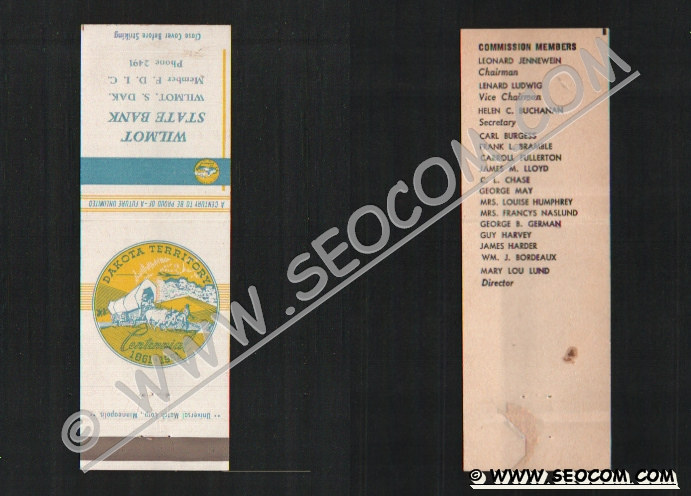 Close Cover Before Striking
WILMOT
STATE BANK
WILMOT, S. DAK.
Member F. D. I. C.
Phone 2491
A CENTURY TO BE PROUD OF - A FUTURE UNLIMITED
DAKOTA TERRITORY
Centennial
1861
** Universal Match Corp., Minneapolis **
COMMISSION MEMBERS
LEONARD JENNEWEIN
Chairman
LENARD LUDWIG
Vice Chairman
HELEN C. BUCHANAN
Secretary
CARL BURGESS
FRANK L. BRAMBLE
CARROLL FULLERTON
JAMES M. LLOYD
C. L. CHASE
GEORGE MAY
MRS. LOUISE HUMPHREY
MRS. FRANCYS NASLUND
GEORGE B. GERMAN
GUY HARVEY
JAMES HARDER
WM. J. BORDEAUX
MARY LOU LUND
Director
© WWW.SEOCOM.COM
© WWW.SEOCOM.COM